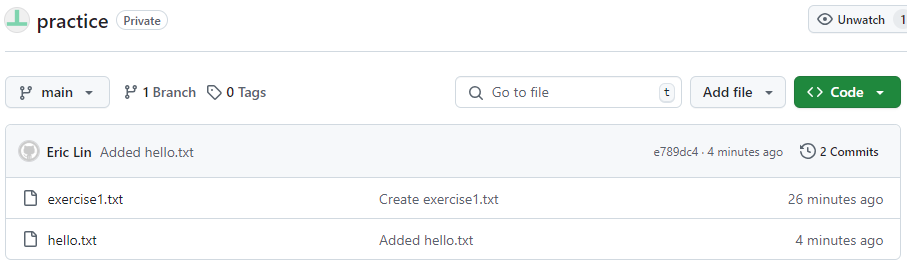 practice Private Unwatch 1
main 1 Branch 0 Tags Go to file t Add file Code
Eric Lin Added hello.txt e789dc4 · 4 minutes ago 2 Commits
exercise1.txt Create exercise1.txt 26 minutes ago
hello.txt Added hello.txt 4 minutes ago